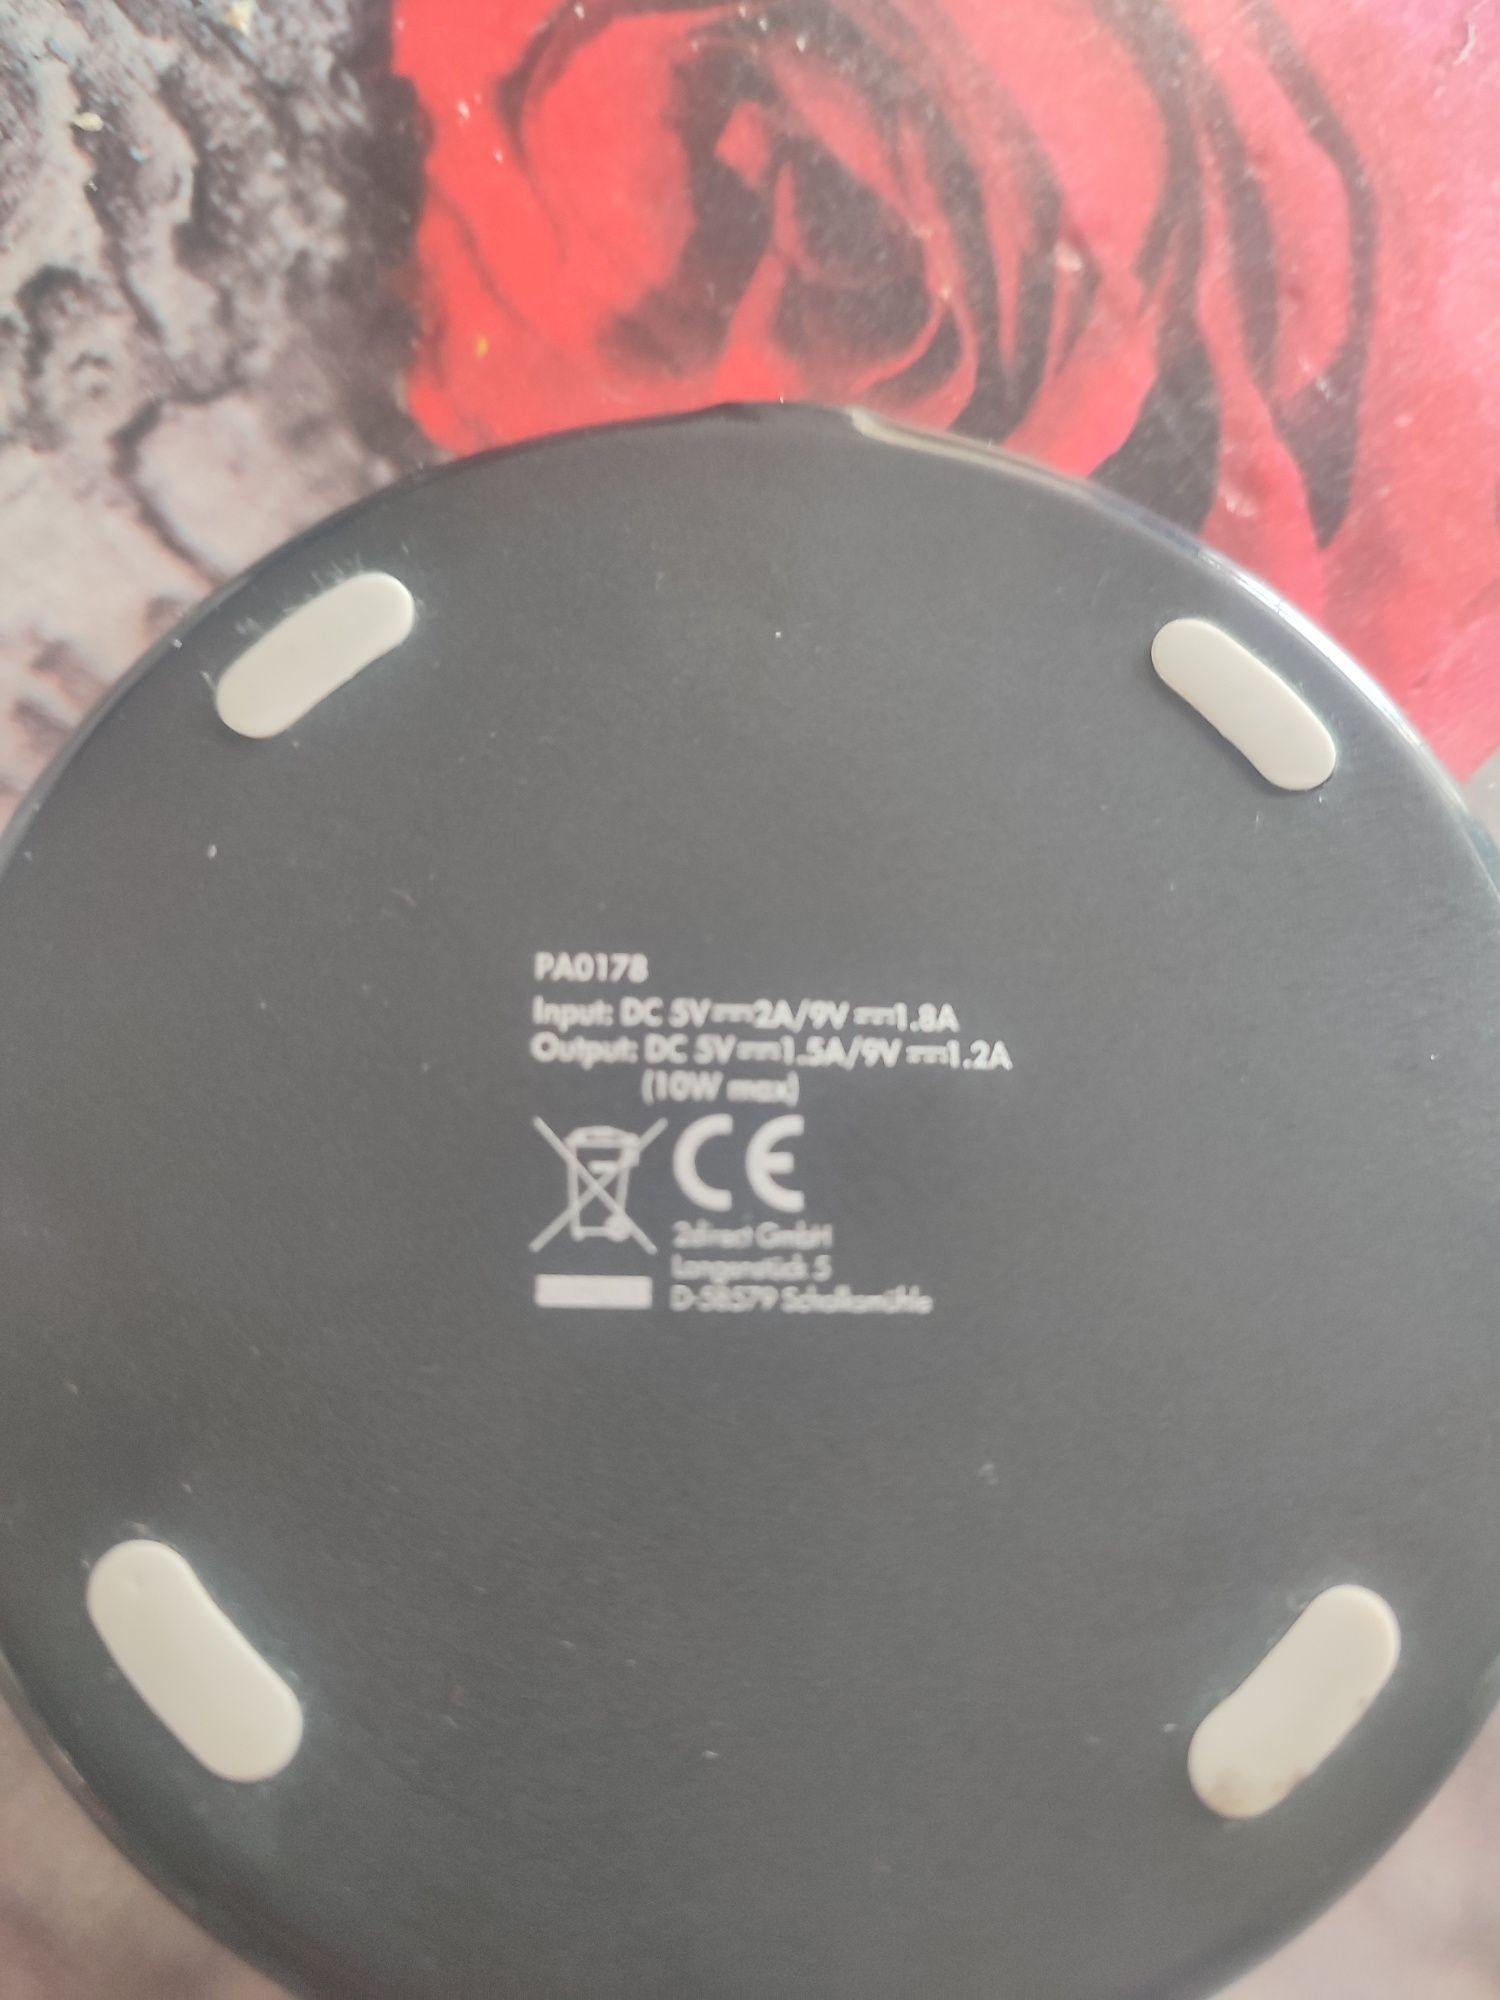 PA0178
Input: DC 5V⎓2A/9V⎓1.8A
Output: DC 5V⎓1.5A/9V⎓1.2A
(10W max)
CE
2direct GmbH
Langenstück 5
D-58579 Schalksmühle